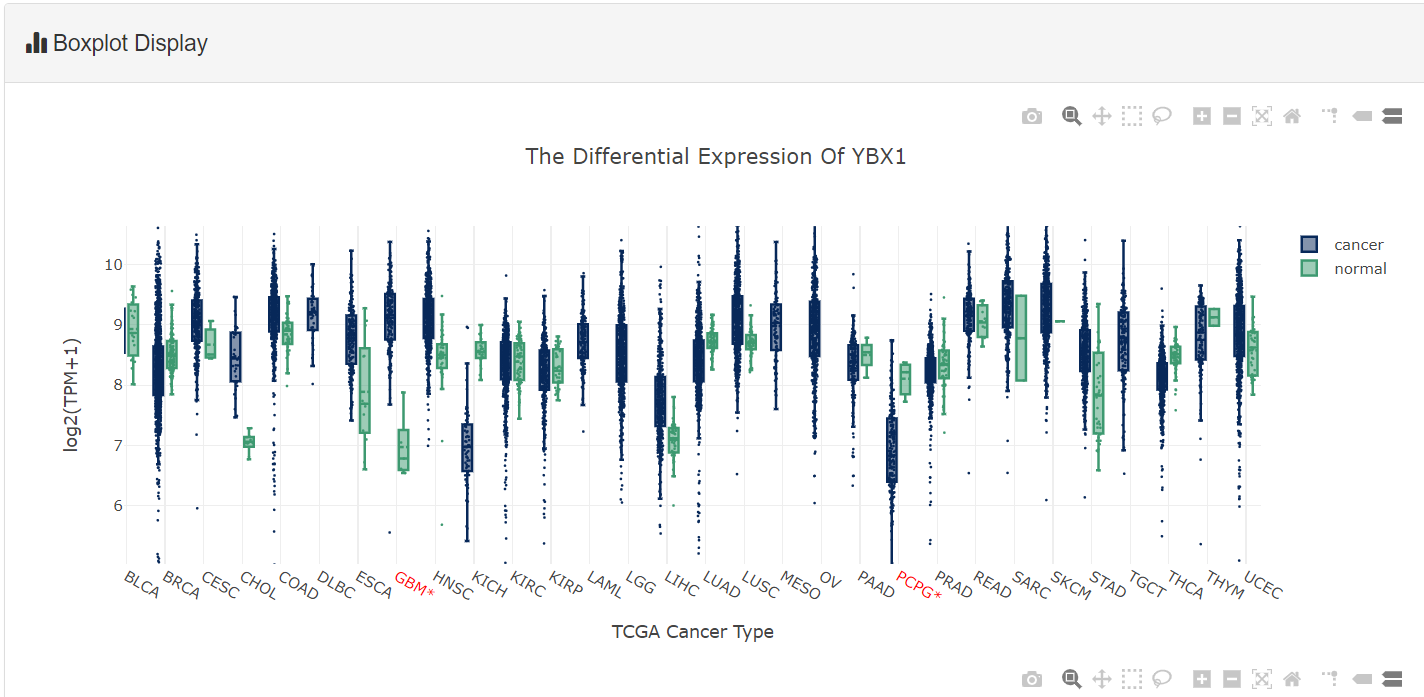 Boxplot Display
The Differential Expression Of YBX1
cancer
normal
log2(TPM+1)
10
9
8
7
6
BLCA
BRCA
CESC
CHOL
COAD
DLBC
ESCA
GBM*
HNSC
KICH
KIRC
KIRP
LAML
LGG
LIHC
LUAD
LUSC
MESO
OV
PAAD
PCPG*
PRAD
READ
SARC
SKCM
STAD
TGCT
THCA
THYM
UCEC
TCGA Cancer Type